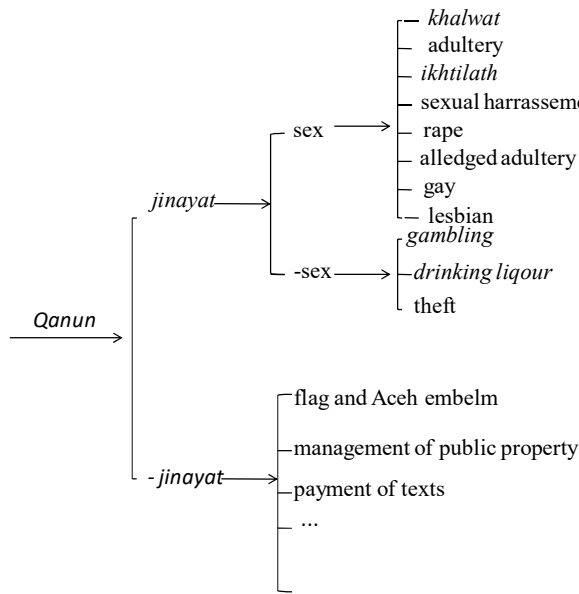 khalwat
adultery
ikhtilath
sexual harrasseme
sex
rape
alledged adultery
gay
jinayat
lesbian
gambling
-sex
drinking liqour
theft
Qanun
flag and Aceh embelm
management of public property
-jinayat
payment of texts
...